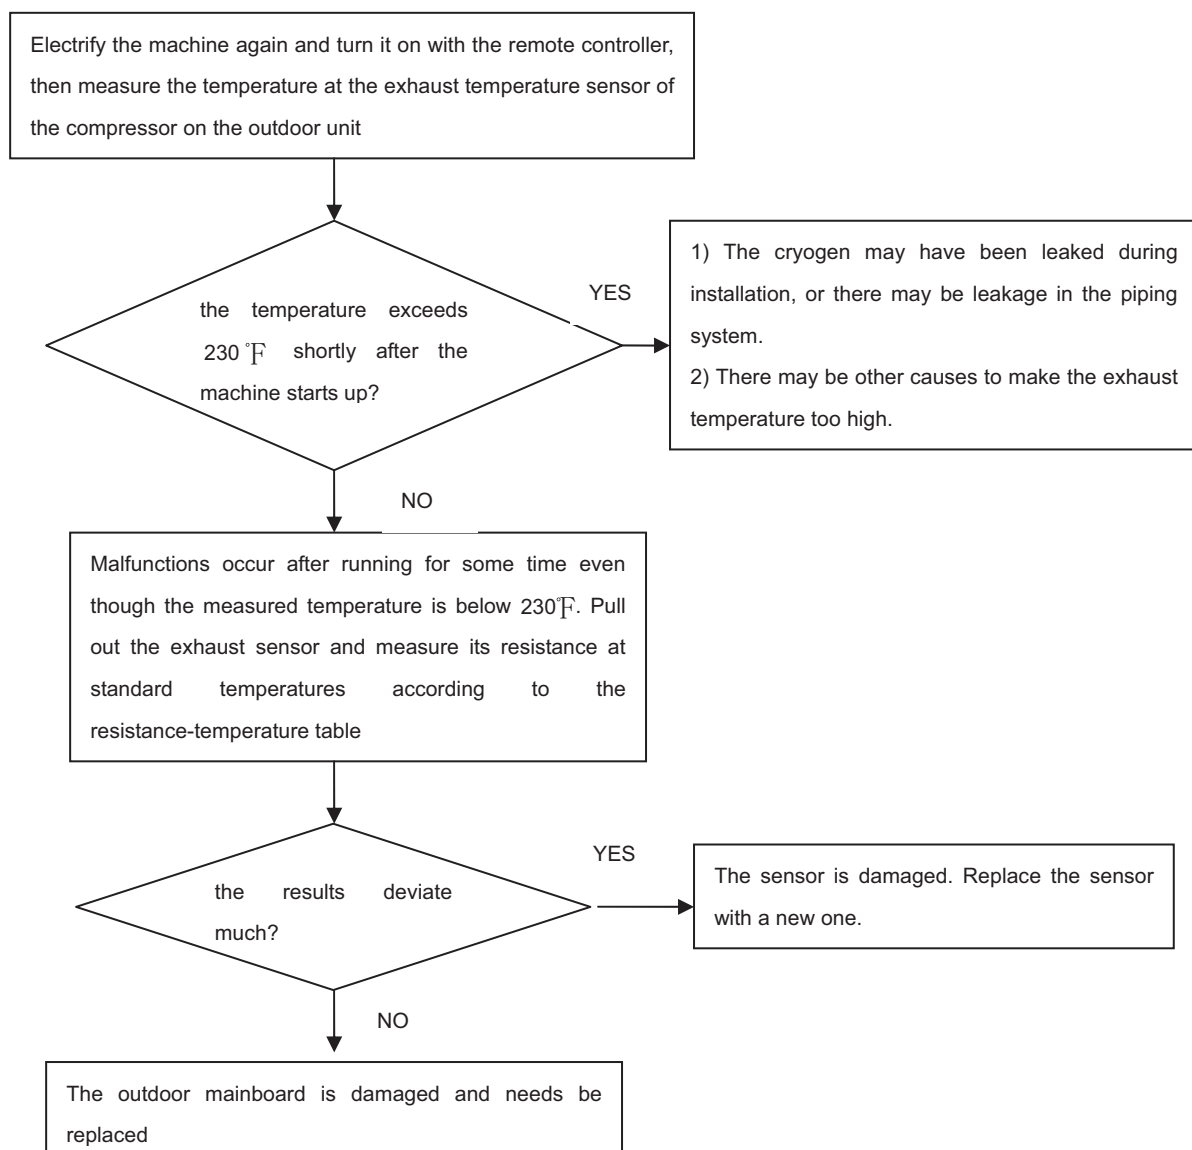 Electrify the machine again and turn it on with the remote controller,
then measure the temperature at the exhaust temperature sensor of
the compressor on the outdoor unit
the temperature exceeds
230 °F shortly after the
machine starts up?
YES
1) The cryogen may have been leaked during
installation, or there may be leakage in the piping
system.
2) There may be other causes to make the exhaust
temperature too high.
NO
Malfunctions occur after running for some time even
though the measured temperature is below 230°F. Pull
out the exhaust sensor and measure its resistance at
standard temperatures according to the
resistance-temperature table
the results deviate
much?
YES
The sensor is damaged. Replace the sensor
with a new one.
NO
The outdoor mainboard is damaged and needs be
replaced